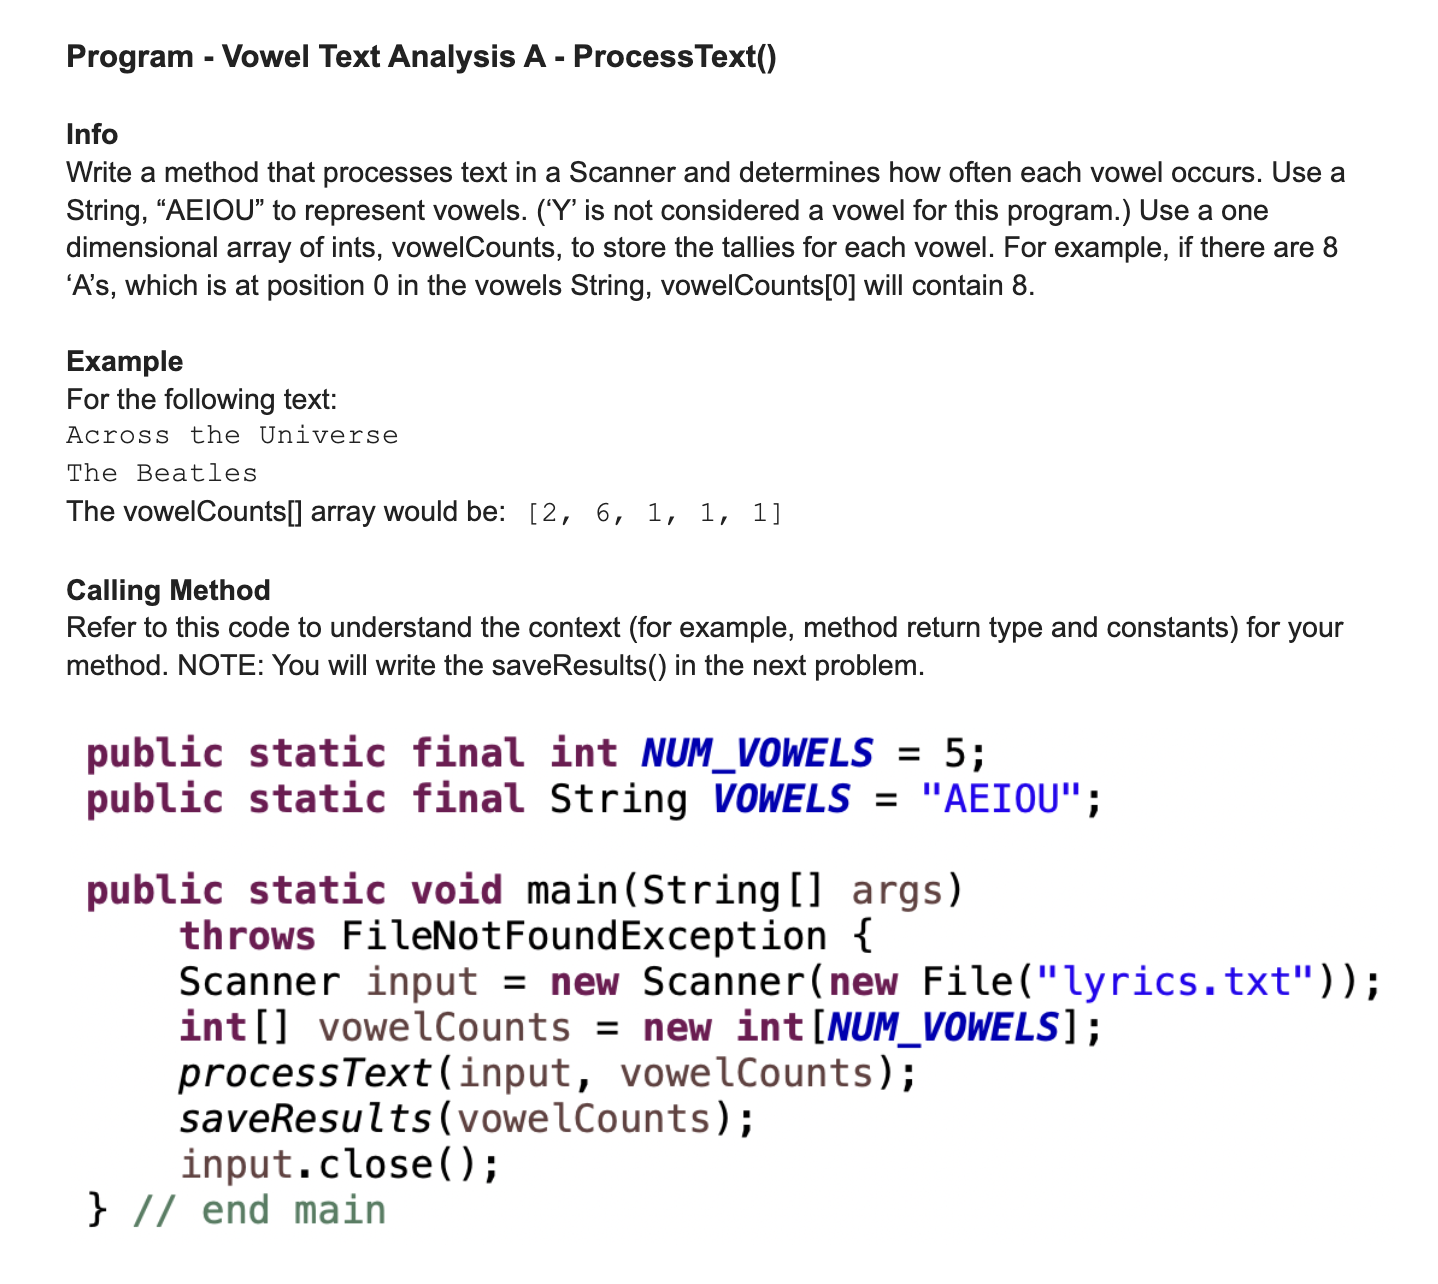 Program - Vowel Text Analysis A - ProcessText()
Info
Write a method that processes text in a Scanner and determines how often each vowel occurs. Use a
String, “AEIOU” to represent vowels. (‘Y’ is not considered a vowel for this program.) Use a one
dimensional array of ints, vowelCounts, to store the tallies for each vowel. For example, if there are 8
‘A’s, which is at position 0 in the vowels String, vowelCounts[0] will contain 8.
Example
For the following text:
Across the Universe
The Beatles
The vowelCounts[] array would be: [2, 6, 1, 1, 1]
Calling Method
Refer to this code to understand the context (for example, method return type and constants) for your
method. NOTE: You will write the saveResults() in the next problem.
public static final int NUM_VOWELS = 5;
public static final String VOWELS = "AEIOU";
public static void main(String[] args)
throws FileNotFoundException {
Scanner input = new Scanner(new File("lyrics.txt"));
int[] vowelCounts = new int[NUM_VOWELS];
processText(input, vowelCounts);
saveResults(vowelCounts);
input.close();
} // end main